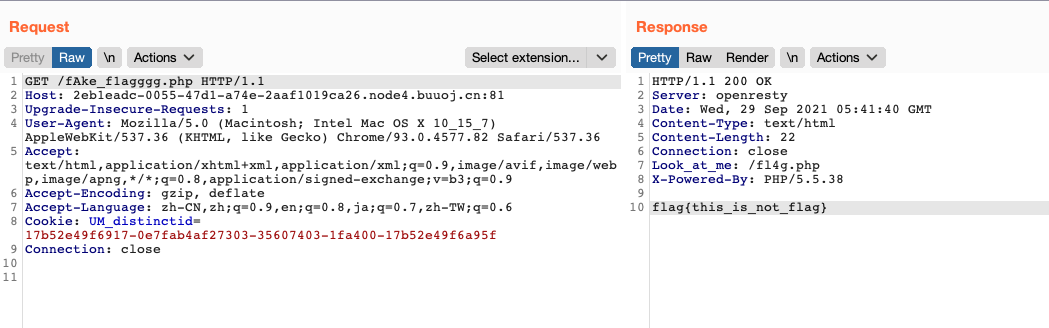 Request
Pretty Raw \n Actions Select extension...
1 GET /fAke_flagggg.php HTTP/1.1
2 Host: 2eb1eadc-0055-47d1-a74e-2aaf1019ca26.node4.buuoj.cn:81
3 Upgrade-Insecure-Requests: 1
4 User-Agent: Mozilla/5.0 (Macintosh; Intel Mac OS X 10_15_7)
AppleWebKit/537.36 (KHTML, like Gecko) Chrome/93.0.4577.82 Safari/537.36
5 Accept:
text/html,application/xhtml+xml,application/xml;q=0.9,image/avif,image/web
p,image/apng,*/*;q=0.8,application/signed-exchange;v=b3;q=0.9
6 Accept-Encoding: gzip, deflate
7 Accept-Language: zh-CN,zh;q=0.9,en;q=0.8,ja;q=0.7,zh-TW;q=0.6
8 Cookie: UM_distinctid=
17b52e49f6917-0e7fab4af27303-35607403-1fa400-17b52e49f6a95f
9 Connection: close
10
11
Response
Pretty Raw Render \n Actions
1 HTTP/1.1 200 OK
2 Server: openresty
3 Date: Wed, 29 Sep 2021 05:41:40 GMT
4 Content-Type: text/html
5 Content-Length: 22
6 Connection: close
7 Look_at_me: /fl4g.php
8 X-Powered-By: PHP/5.5.38
9
10 flag{this_is_not_flag}